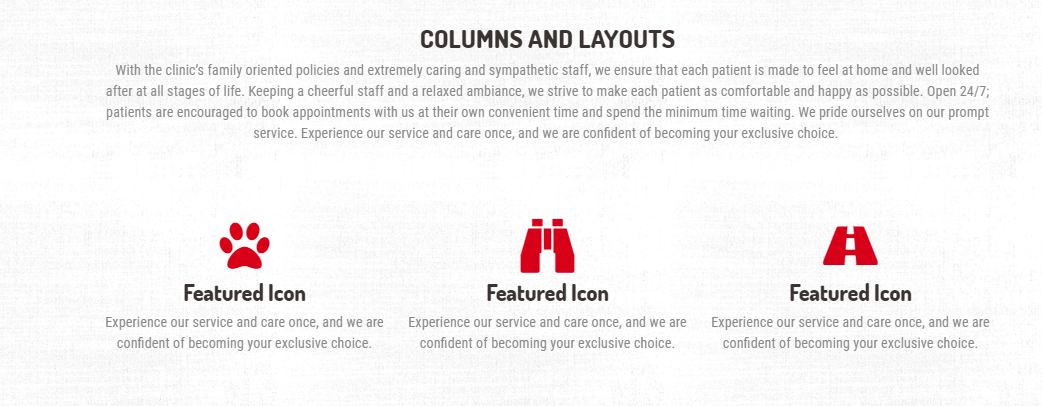 COLUMNS AND LAYOUTS
With the clinic's family oriented policies and extremely caring and sympathetic staff, we ensure that each patient is made to feel at home and well looked
after at all stages of life. Keeping a cheerful staff and a relaxed ambiance, we strive to make each patient as comfortable and happy as possible. Open 24/7;
patients are encouraged to book appointments with us at their own convenient time and spend the minimum time waiting. We pride ourselves on our prompt
service. Experience our service and care once, and we are confident of becoming your exclusive choice.
Featured Icon
Experience our service and care once, and we are
confident of becoming your exclusive choice.
Featured Icon
Experience our service and care once, and we are
confident of becoming your exclusive choice.
Featured Icon
Experience our service and care once, and we are
confident of becoming your exclusive choice.